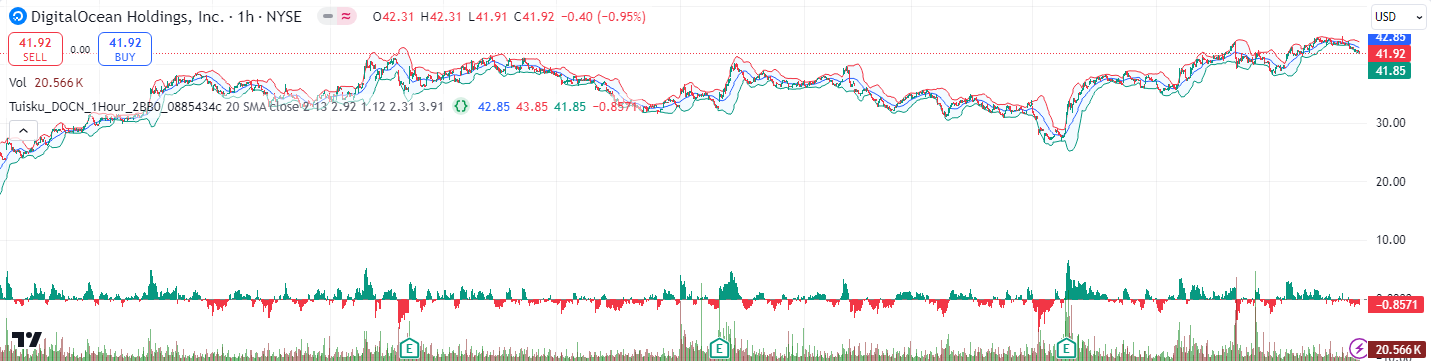 DigitalOcean Holdings, Inc. · 1h · NYSE O42.31 H42.31 L41.91 C41.92 −0.40 (−0.95%)
USD
41.92 SELL
0.00
41.92 BUY
42.85
41.92
41.85
Vol 20.566 K
Tuisku_DOCN_1Hour_2BB0_0885434c 20 SMA close 2 13 2.92 1.12 2.31 3.91 42.85 43.85 41.85 −0.8571
30.00
20.00
10.00
−0.8571
E E E
20.566 K